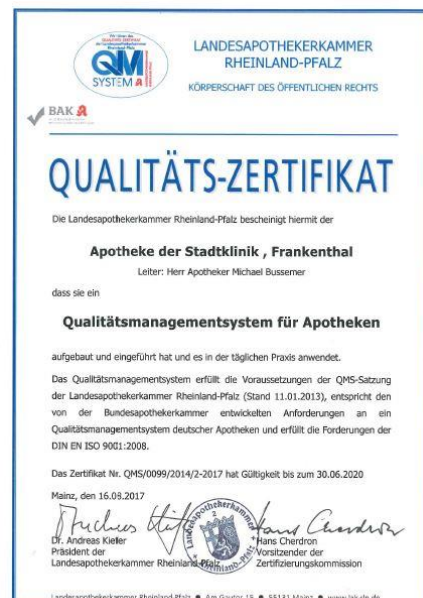 QM
SYSTEM
LANDESAPOTHEKERKAMMER
RHEINLAND-PFALZ
KÖRPERSCHAFT DES ÖFFENTLICHEN RECHTS
BAK
QUALITÄTS-ZERTIFIKAT
Die Landesapothekerkammer Rheinland-Pfalz bescheinigt hiermit der
Apotheke der Stadtklinik , Frankenthal
Leiter: Herr Apotheker Michael Bussemer
dass sie ein
Qualitätsmanagementsystem für Apotheken
aufgebaut und eingeführt hat und es in der täglichen Praxis anwendet.
Das Qualitätsmanagementsystem erfüllt die Voraussetzungen der QMS-Satzung
der Landesapothekerkammer Rheinland-Pfalz (Stand 11.01.2013), entspricht den
von der Bundesapothekerkammer entwickelten Anforderungen an ein
Qualitätsmanagementsystem deutscher Apotheken und erfüllt die Forderungen der
DIN EN ISO 9001:2008.
Das Zertifikat Nr. QMS/0099/2014/2-2017 hat Gültigkeit bis zum 30.06.2020
Mainz, den 16.03.2017
Dr. Andreas Kiefer
Präsident der
Landesapothekerkammer Rheinland-Pfalz
Hans Cherdron
Vorsitzender der
Zertifizierungskommission